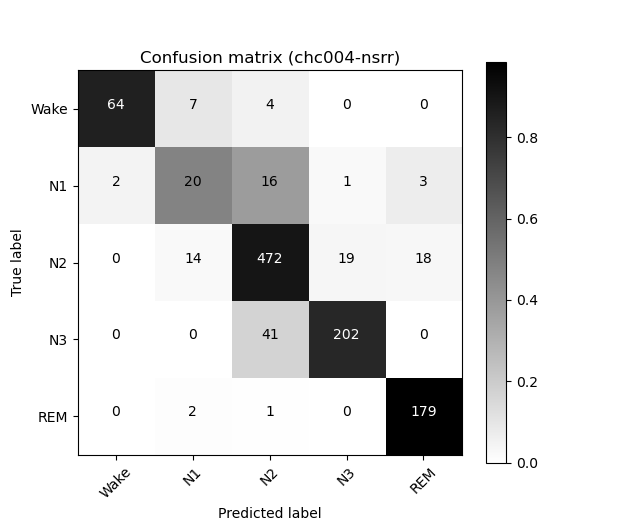 Confusion matrix (chc004-nsrr)
Wake 64 7 4 0 0
N1 2 20 16 1 3
N2 0 14 472 19 18
N3 0 0 41 202 0
REM 0 2 1 0 179
Wake N1 N2 N3 REM
Predicted label
True label
0.8
0.6
0.4
0.2
0.0